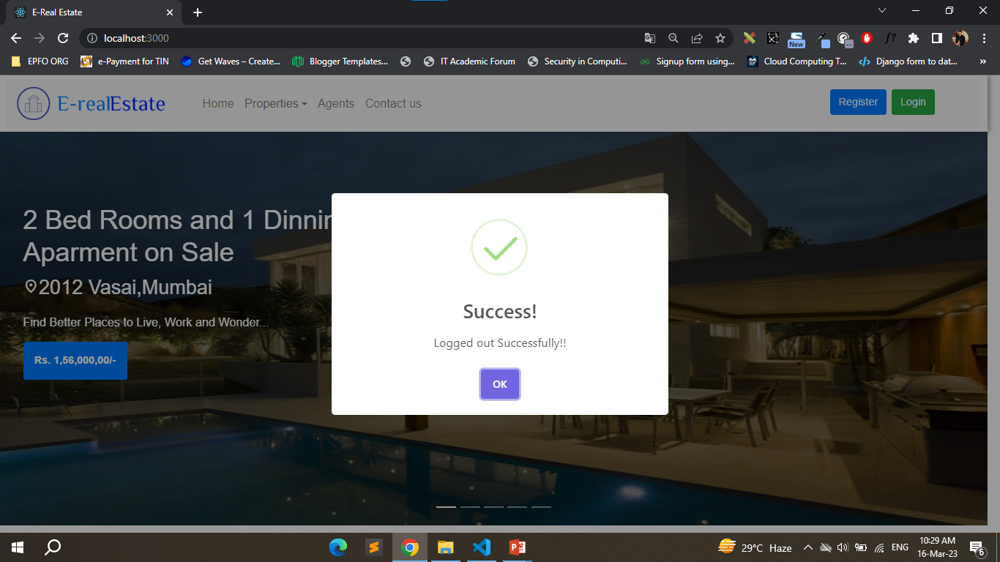 E-Real Estate
localhost:3000
New
f?
EPFO ORG
e-Payment for TIN
Get Waves – Create...
Blogger Templates...
IT Academic Forum
Security in Computi...
Signup form using...
SF
Cloud Computing T...
Django form to dat...
»
E-realEstate
Home
Properties
Agents
Contact us
Register
Login
2 Bed Rooms and 1 Dinnin
Aparment on Sale
2012 Vasai,Mumbai
Find Better Places to Live, Work and Wonder...
Rs. 1,56,000,00/-
Success!
Logged out Successfully!!
OK
29°C Haze
ENG
10:29 AM
16-Mar-23
6